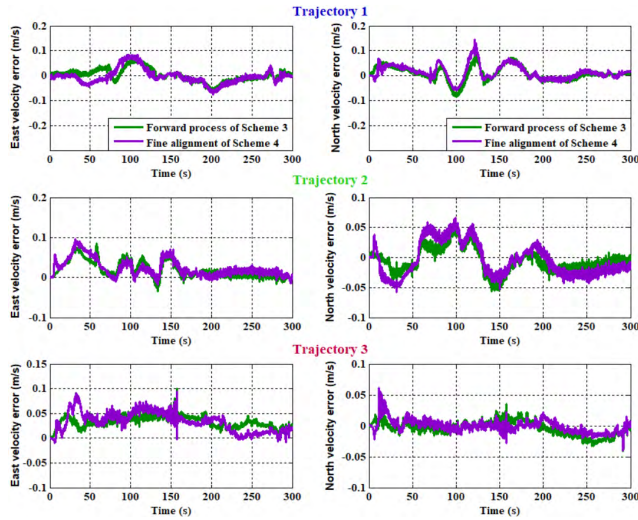 Trajectory 1
East velocity error (m/s)
0.2
0.1
0
-0.1
-0.2
0 50 100 150 200 250 300
Time (s)
Forward process of Scheme 3
Fine alignment of Scheme 4
North velocity error (m/s)
0.2
0.1
0
-0.1
-0.2
0 50 100 150 200 250 300
Time (s)
Forward process of Scheme 3
Fine alignment of Scheme 4
Trajectory 2
East velocity error (m/s)
0.2
0.1
0
-0.1
0 50 100 150 200 250 300
Time (s)
North velocity error (m/s)
0.1
0.05
0
-0.05
-0.1
0 50 100 150 200 250 300
Time (s)
Trajectory 3
East velocity error (m/s)
0.15
0.1
0.05
0
0.05
-0.1
0 50 100 150 200 250 300
Time (s)
North velocity error (m/s)
0.1
0.05
0
-0.05
-0.1
0 50 100 150 200 250 300
Time (s)